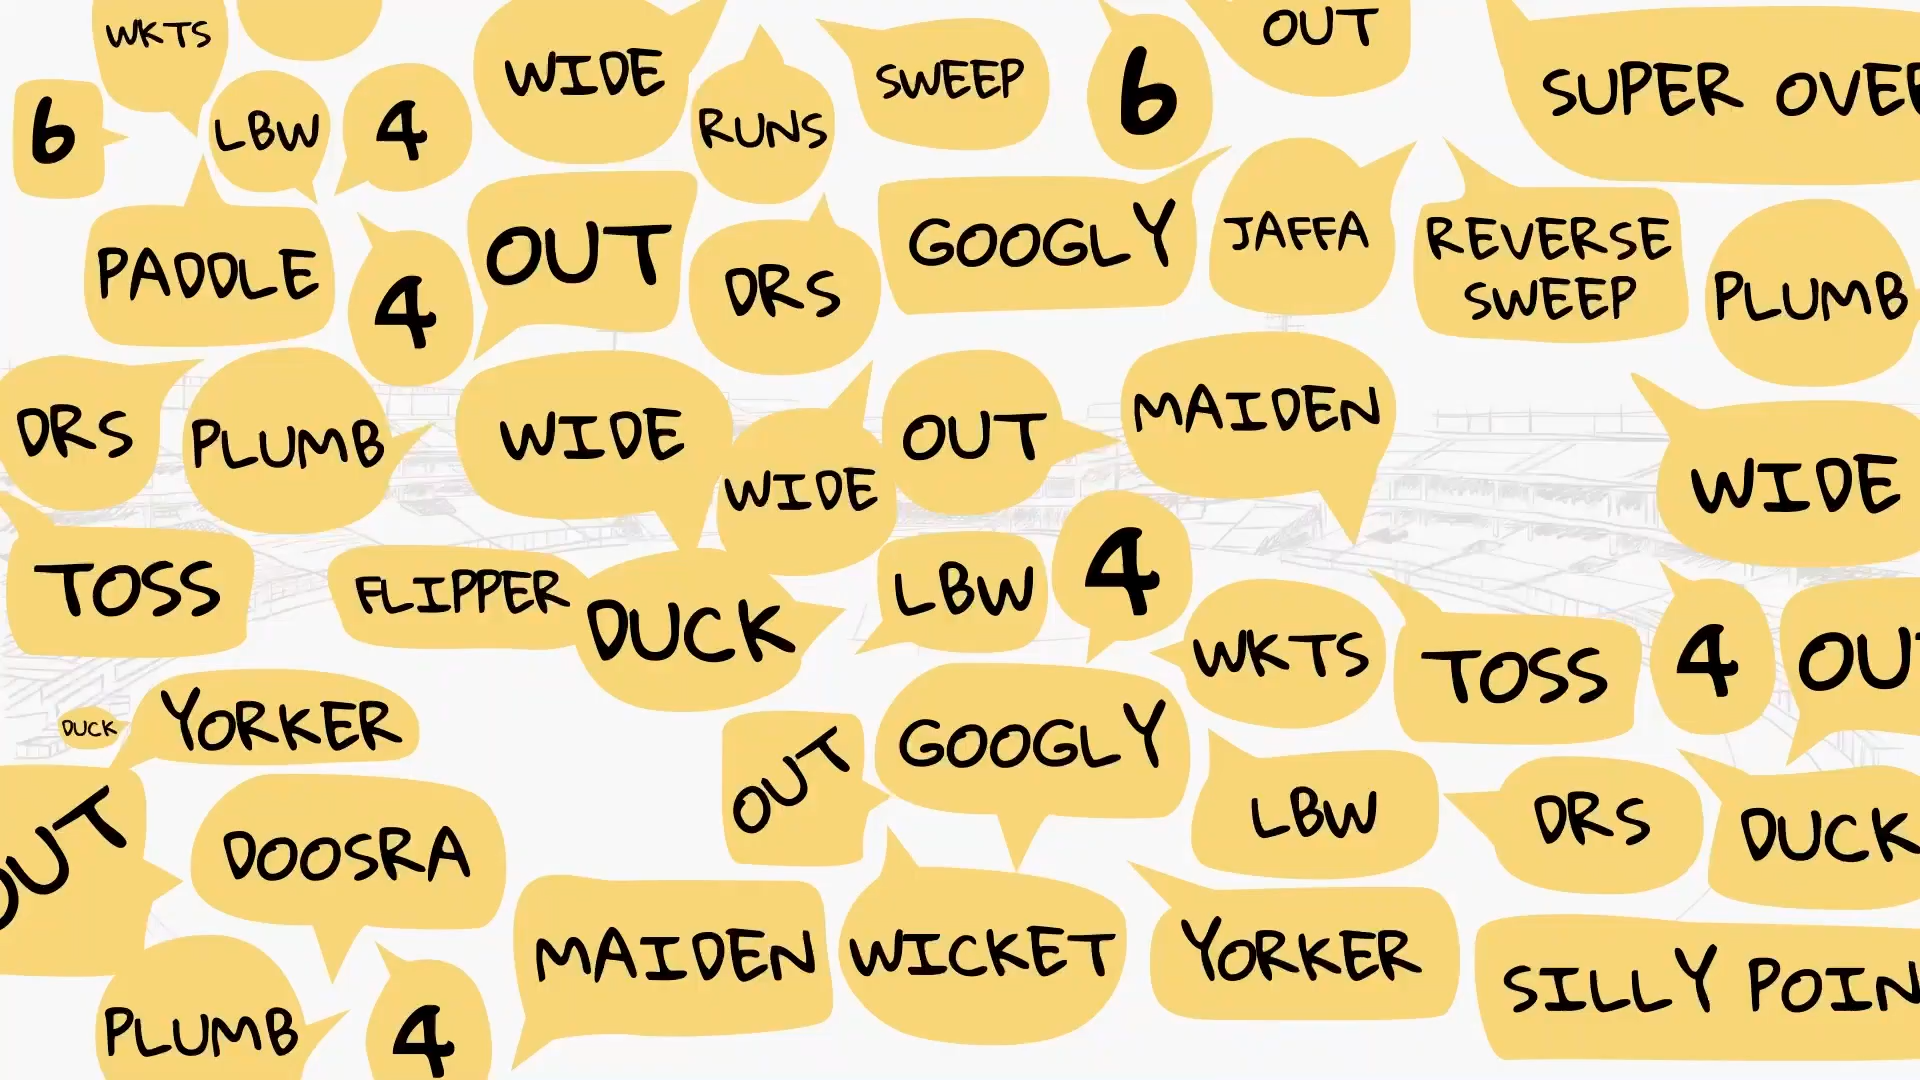 WKTS
WIDE
SWEEP
6
OUT
SUPER OVE
6
LBW
4
RUNS
PADDLE
4
OUT
DRS
GOOGLY
JAFFA
REVERSE
SWEEP
PLUMB
DRS
PLUMB
WIDE
WIDE
OUT
MAIDEN
WIDE
TOSS
FLIPPER
DUCK
LBW
4
WKTS
TOSS
4
OU
DUCK
YORKER
OUT
GOOGLY
LBW
DRS
DUCK
OUT
DOOSRA
MAIDEN
WICKET
YORKER
SILLY POIN
PLUMB
4